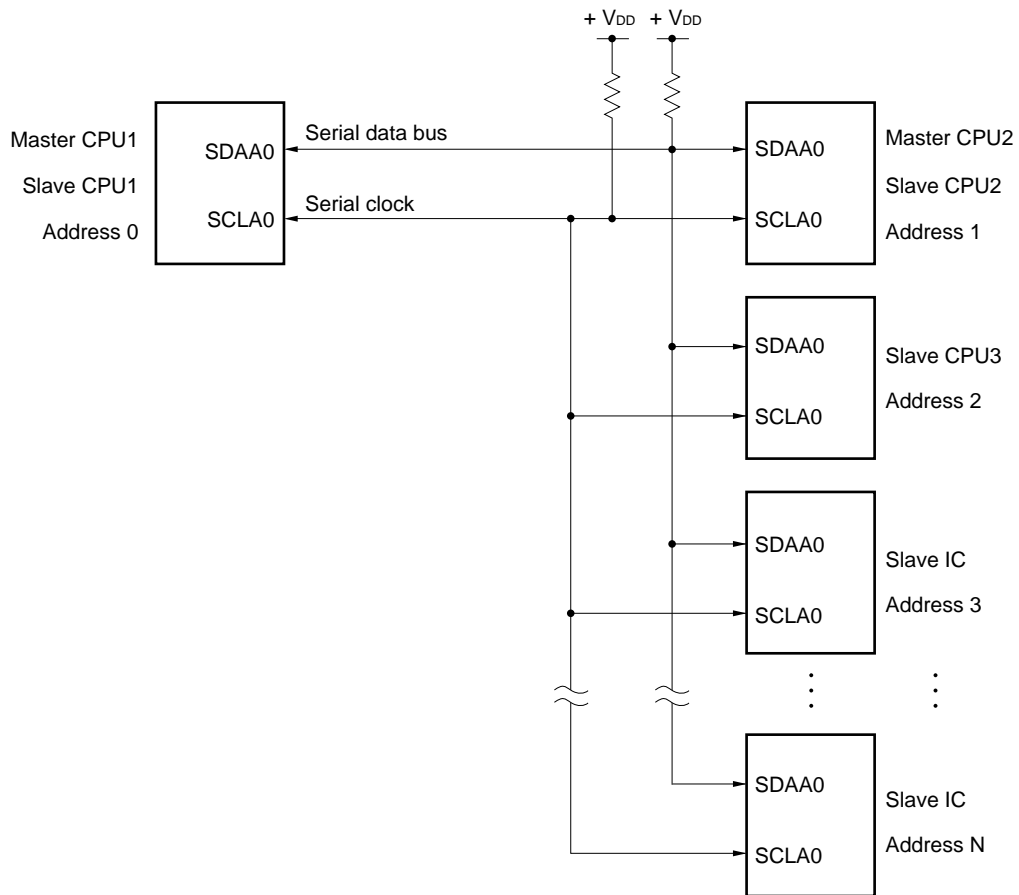 + VDD
+ VDD
Master CPU1
Slave CPU1
Address 0
SDAA0
SCLA0
Serial data bus
Serial clock
SDAA0
SCLA0
Master CPU2
Slave CPU2
Address 1
SDAA0
SCLA0
Slave CPU3
Address 2
SDAA0
SCLA0
Slave IC
Address 3
SDAA0
SCLA0
Slave IC
Address N